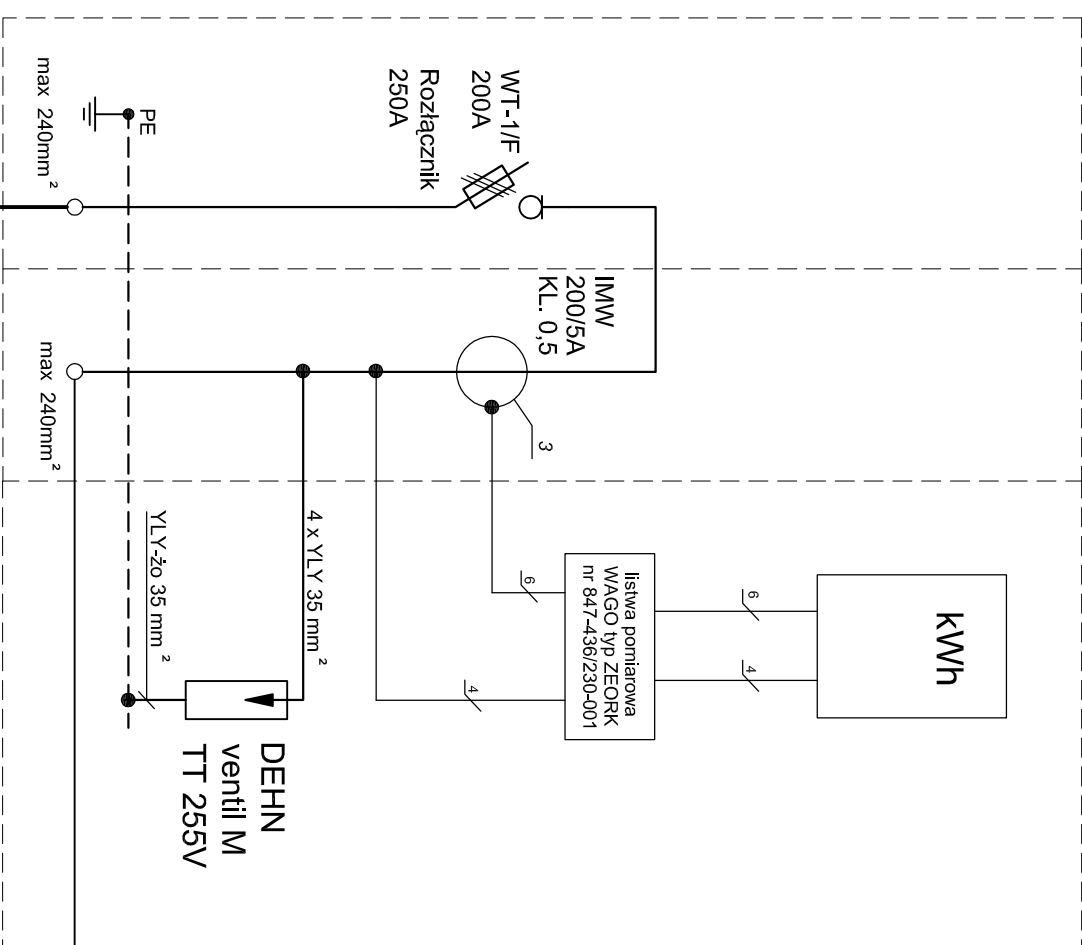 max 240mm²
PE
Rozłącznik
250A
WT-1/F
200A
IMW
200/5A
KL. 0,5
3
max 240mm²
4 x YLY 35 mm²
YLY-żo 35 mm²
6
4
listwa pomiarowa
WAGO typ ZEORK
nr 847-436/230-001
6
4
kWh
DEHN
ventil M
TT 255V